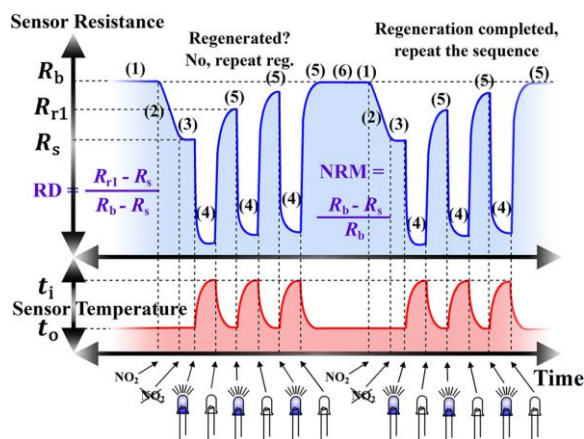 Sensor Resistance
Regenerated?
No, repeat reg.
Regeneration completed,
repeat the sequence
R_b
(1)
(5)
(5)
(5)
(6)
(1)
(5)
(5)
(5)
R_r1
(2)
(2)
R_s
(3)
(3)
RD = (R_r1 - R_s) / (R_b - R_s)
NRM =
(R_b - R_s) / R_b
(4)
(4)
(4)
(4)
(4)
(4)
t_i
Sensor Temperature
t_o
Time
NO₂
NO₂
NO₂
NO₂